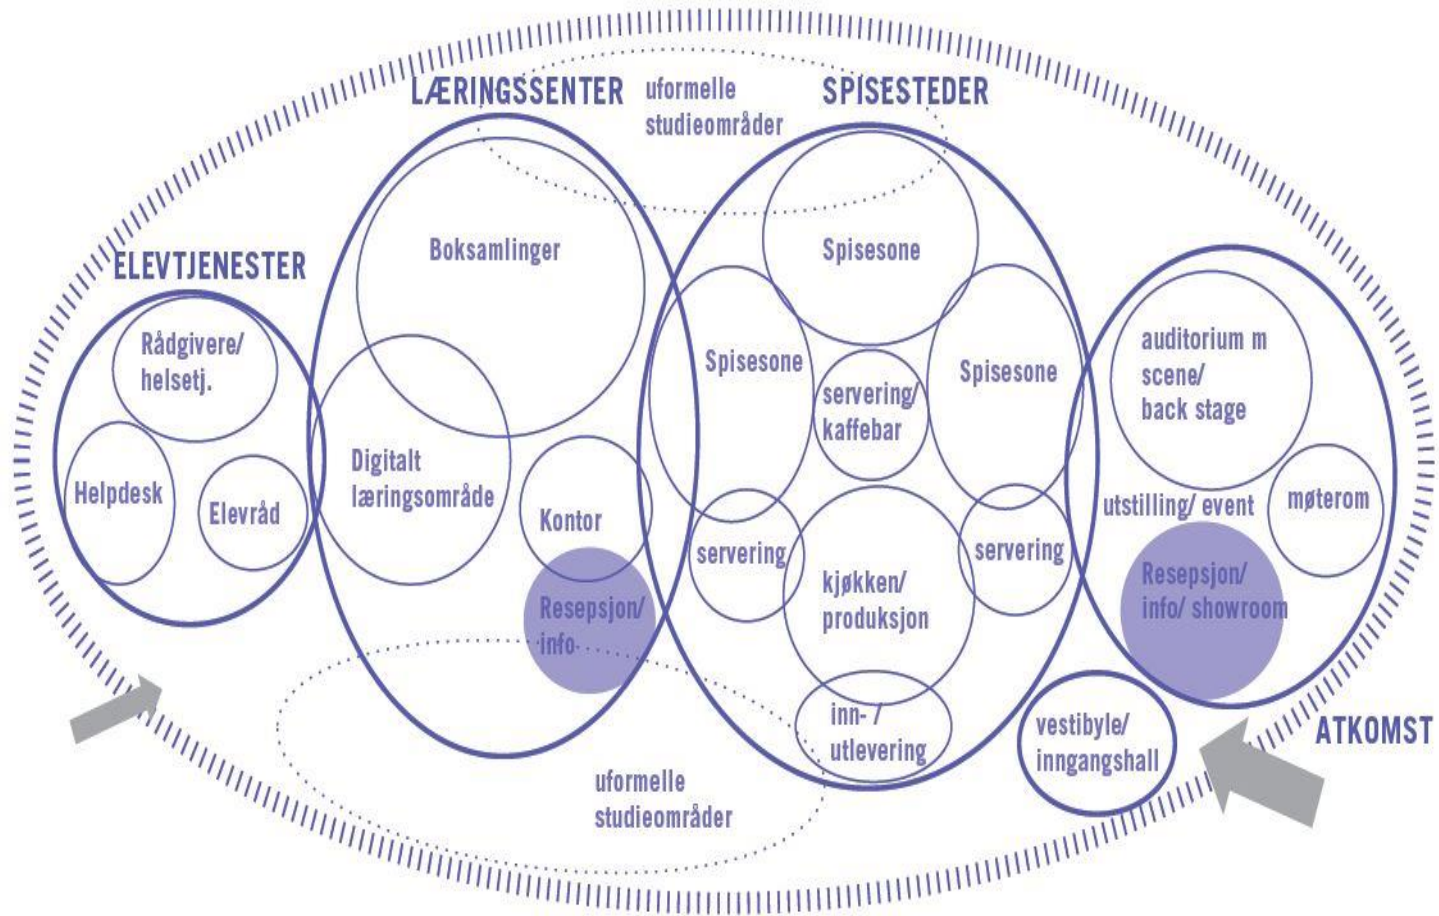 LÆRINGSSENTER
uformelle
studieområder
SPISESTEDER
Boksamlinger
Spisesone
ELEVTJENESTER
Rådgivere/
helsetj.
Helpdesk
Elevråd
Digitalt
læringsområde
Kontor
Resepsjon/
info
Spisesone
servering/
kaffebar
Spisesone
servering
kjøkken/
produksjon
servering
inn- /
utlevering
auditorium m
scene/
back stage
utstilling/ event
møterom
Resepsjon/
info/ showroom
vestibyle/
inngangshall
ATKOMST
uformelle
studieområder